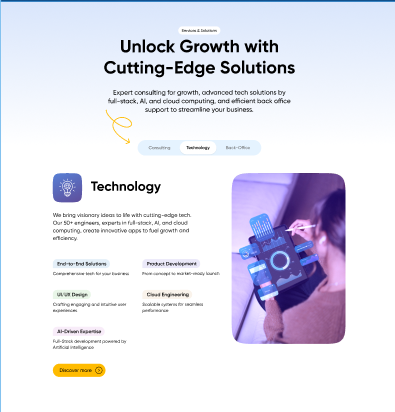 Services & Solutions
Unlock Growth with
Cutting-Edge Solutions
Expert consulting for growth, advanced tech solutions by
full-stack, AI, and cloud computing, and efficient back office
support to streamline your business.
Consulting
Technology
Back-Office
Technology
We bring visionary ideas to life with cutting-edge tech.
Our 50+ engineers, experts in full-stack, AI, and cloud
computing, create innovative apps to fuel growth and
efficiency.
End-to-End Solutions
Comprehensive tech for your business
Product Development
From concept to market-ready launch
UI/UX Design
Crafting engaging and intuitive user
experiences
Cloud Engineering
Scalable systems for seamless
performance
AI-Driven Expertise
Full-Stack development powered by
Artificial Intelligence
Discover more